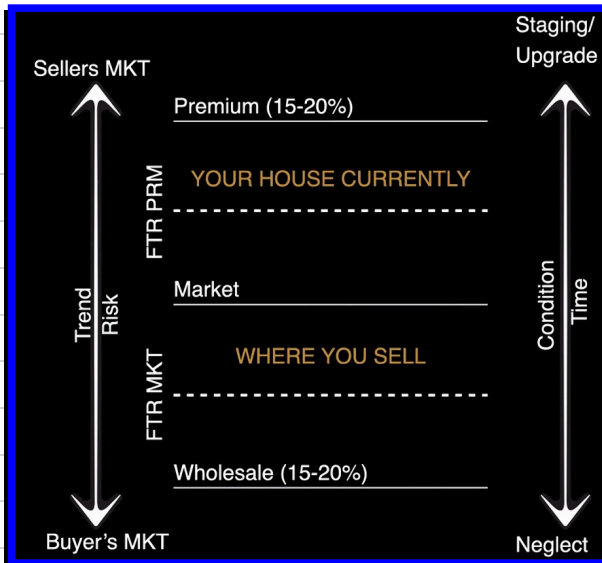 Staging/
Upgrade
Sellers MKT
Premium (15-20%)
YOUR HOUSE CURRENTLY
FTR PRM
Market
Trend
Risk
Condition
Time
WHERE YOU SELL
FTR MKT
Wholesale (15-20%)
Buyer’s MKT
Neglect